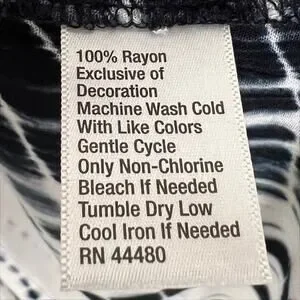 100% Rayon
Exclusive of
Decoration
Machine Wash Cold
With Like Colors
Gentle Cycle
Only Non-Chlorine
Bleach If Needed
Tumble Dry Low
Cool Iron If Needed
RN 44480